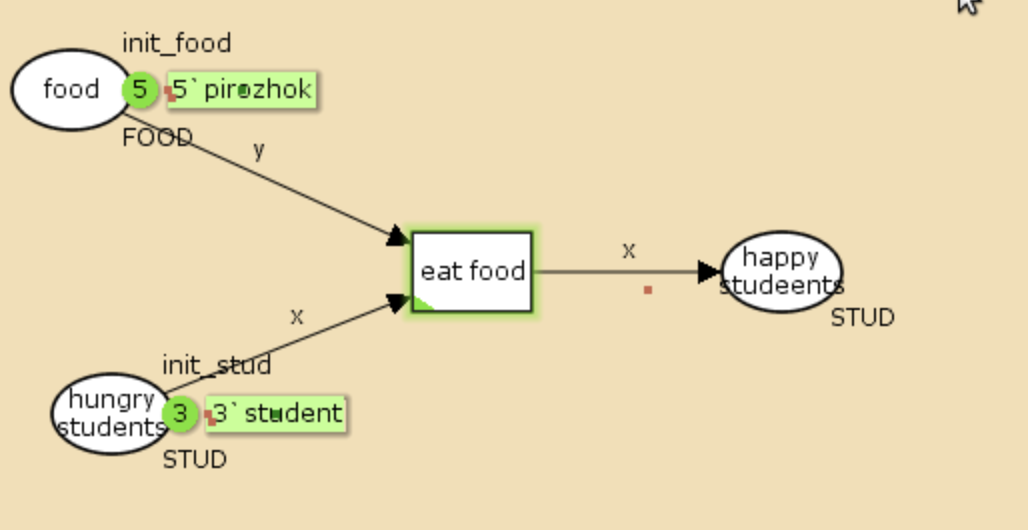 init_food
food
5
5`pirozhok
FOOD
y
eat food
x
happy
studeents
STUD
x
init_stud
hungry
students
3
3`student
STUD